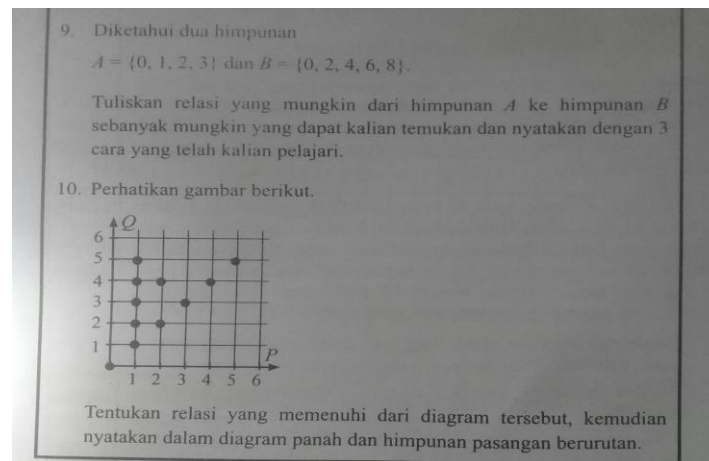 9. Diketahui dua himpunan
A = {0, 1, 2, 3} dan B = {0, 2, 4, 6, 8}.
Tuliskan relasi yang mungkin dari himpunan A ke himpunan B
sebanyak mungkin yang dapat kalian temukan dan nyatakan dengan 3
cara yang telah kalian pelajari.
10. Perhatikan gambar berikut.
Q
6
5
4
3
2
1
P
1 2 3 4 5 6
Tentukan relasi yang memenuhi dari diagram tersebut, kemudian
nyatakan dalam diagram panah dan himpunan pasangan berurutan.